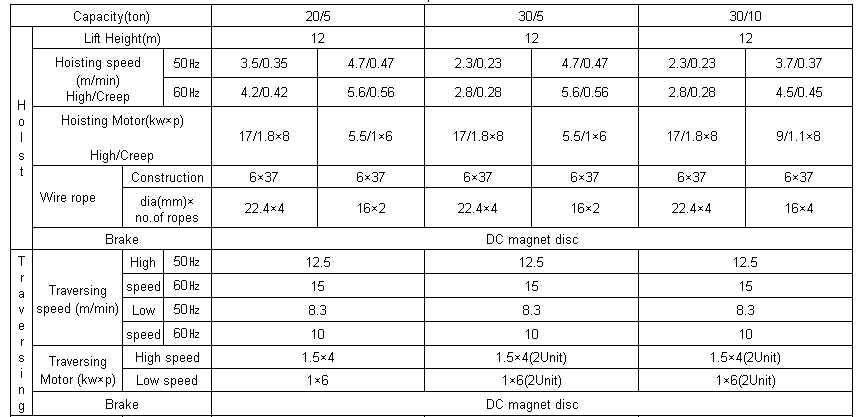 Capacity(ton) 20/5 30/5 30/10
Hoist
Lift Height(m) 12 12 12
Hoisting speed (m/min) High/Creep
50Hz 3.5/0.35 4.7/0.47 2.3/0.23 4.7/0.47 2.3/0.23 3.7/0.37
60Hz 4.2/0.42 5.6/0.56 2.8/0.28 5.6/0.56 2.8/0.28 4.5/0.45
Hoisting Motor(kw×p)
High/Creep
17/1.8×8 5.5/1×6 17/1.8×8 5.5/1×6 17/1.8×8 9/1.1×8
Wire rope
Construction 6×37 6×37 6×37 6×37 6×37 6×37
dia(mm)×
no.of ropes
22.4×4 16×2 22.4×4 16×2 22.4×4 16×4
Brake DC magnet disc
Traversing
Traversing
speed (m/min)
High 50Hz 12.5 12.5 12.5
speed 60Hz 15 15 15
Low 50Hz 8.3 8.3 8.3
speed 60Hz 10 10 10
Traversing
Motor (kw×p)
High speed 1.5×4 1.5×4(2Unit) 1.5×4(2Unit)
Low speed 1×6 1×6(2Unit) 1×6(2Unit)
Brake DC magnet disc